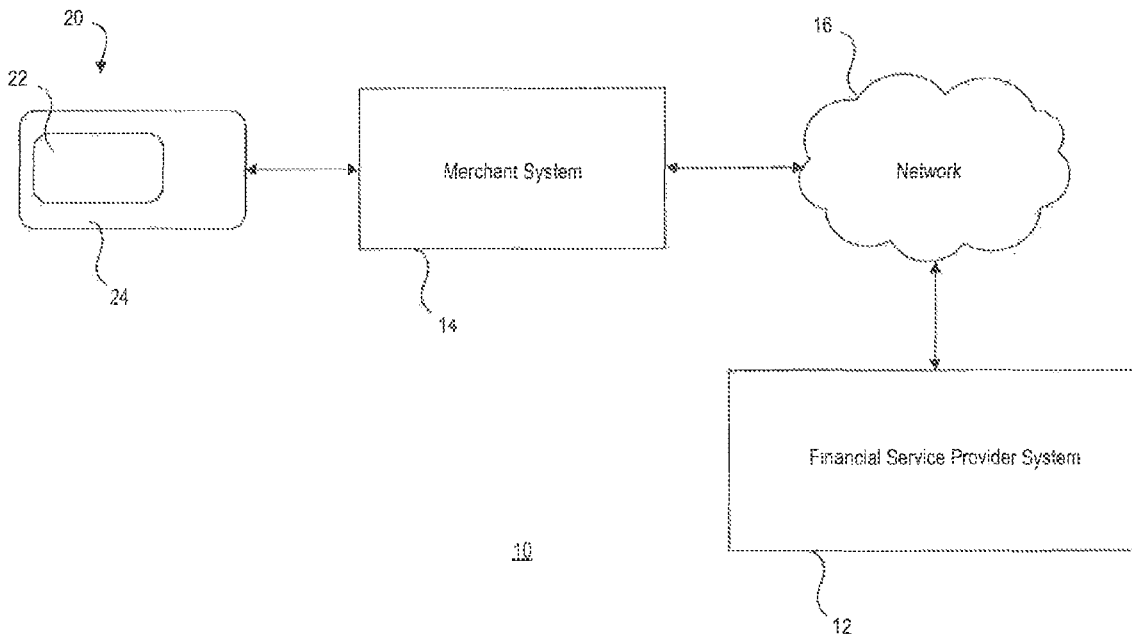 20
16
22
Merchant System
Network
24
14
Financial Service Provider System
10
12